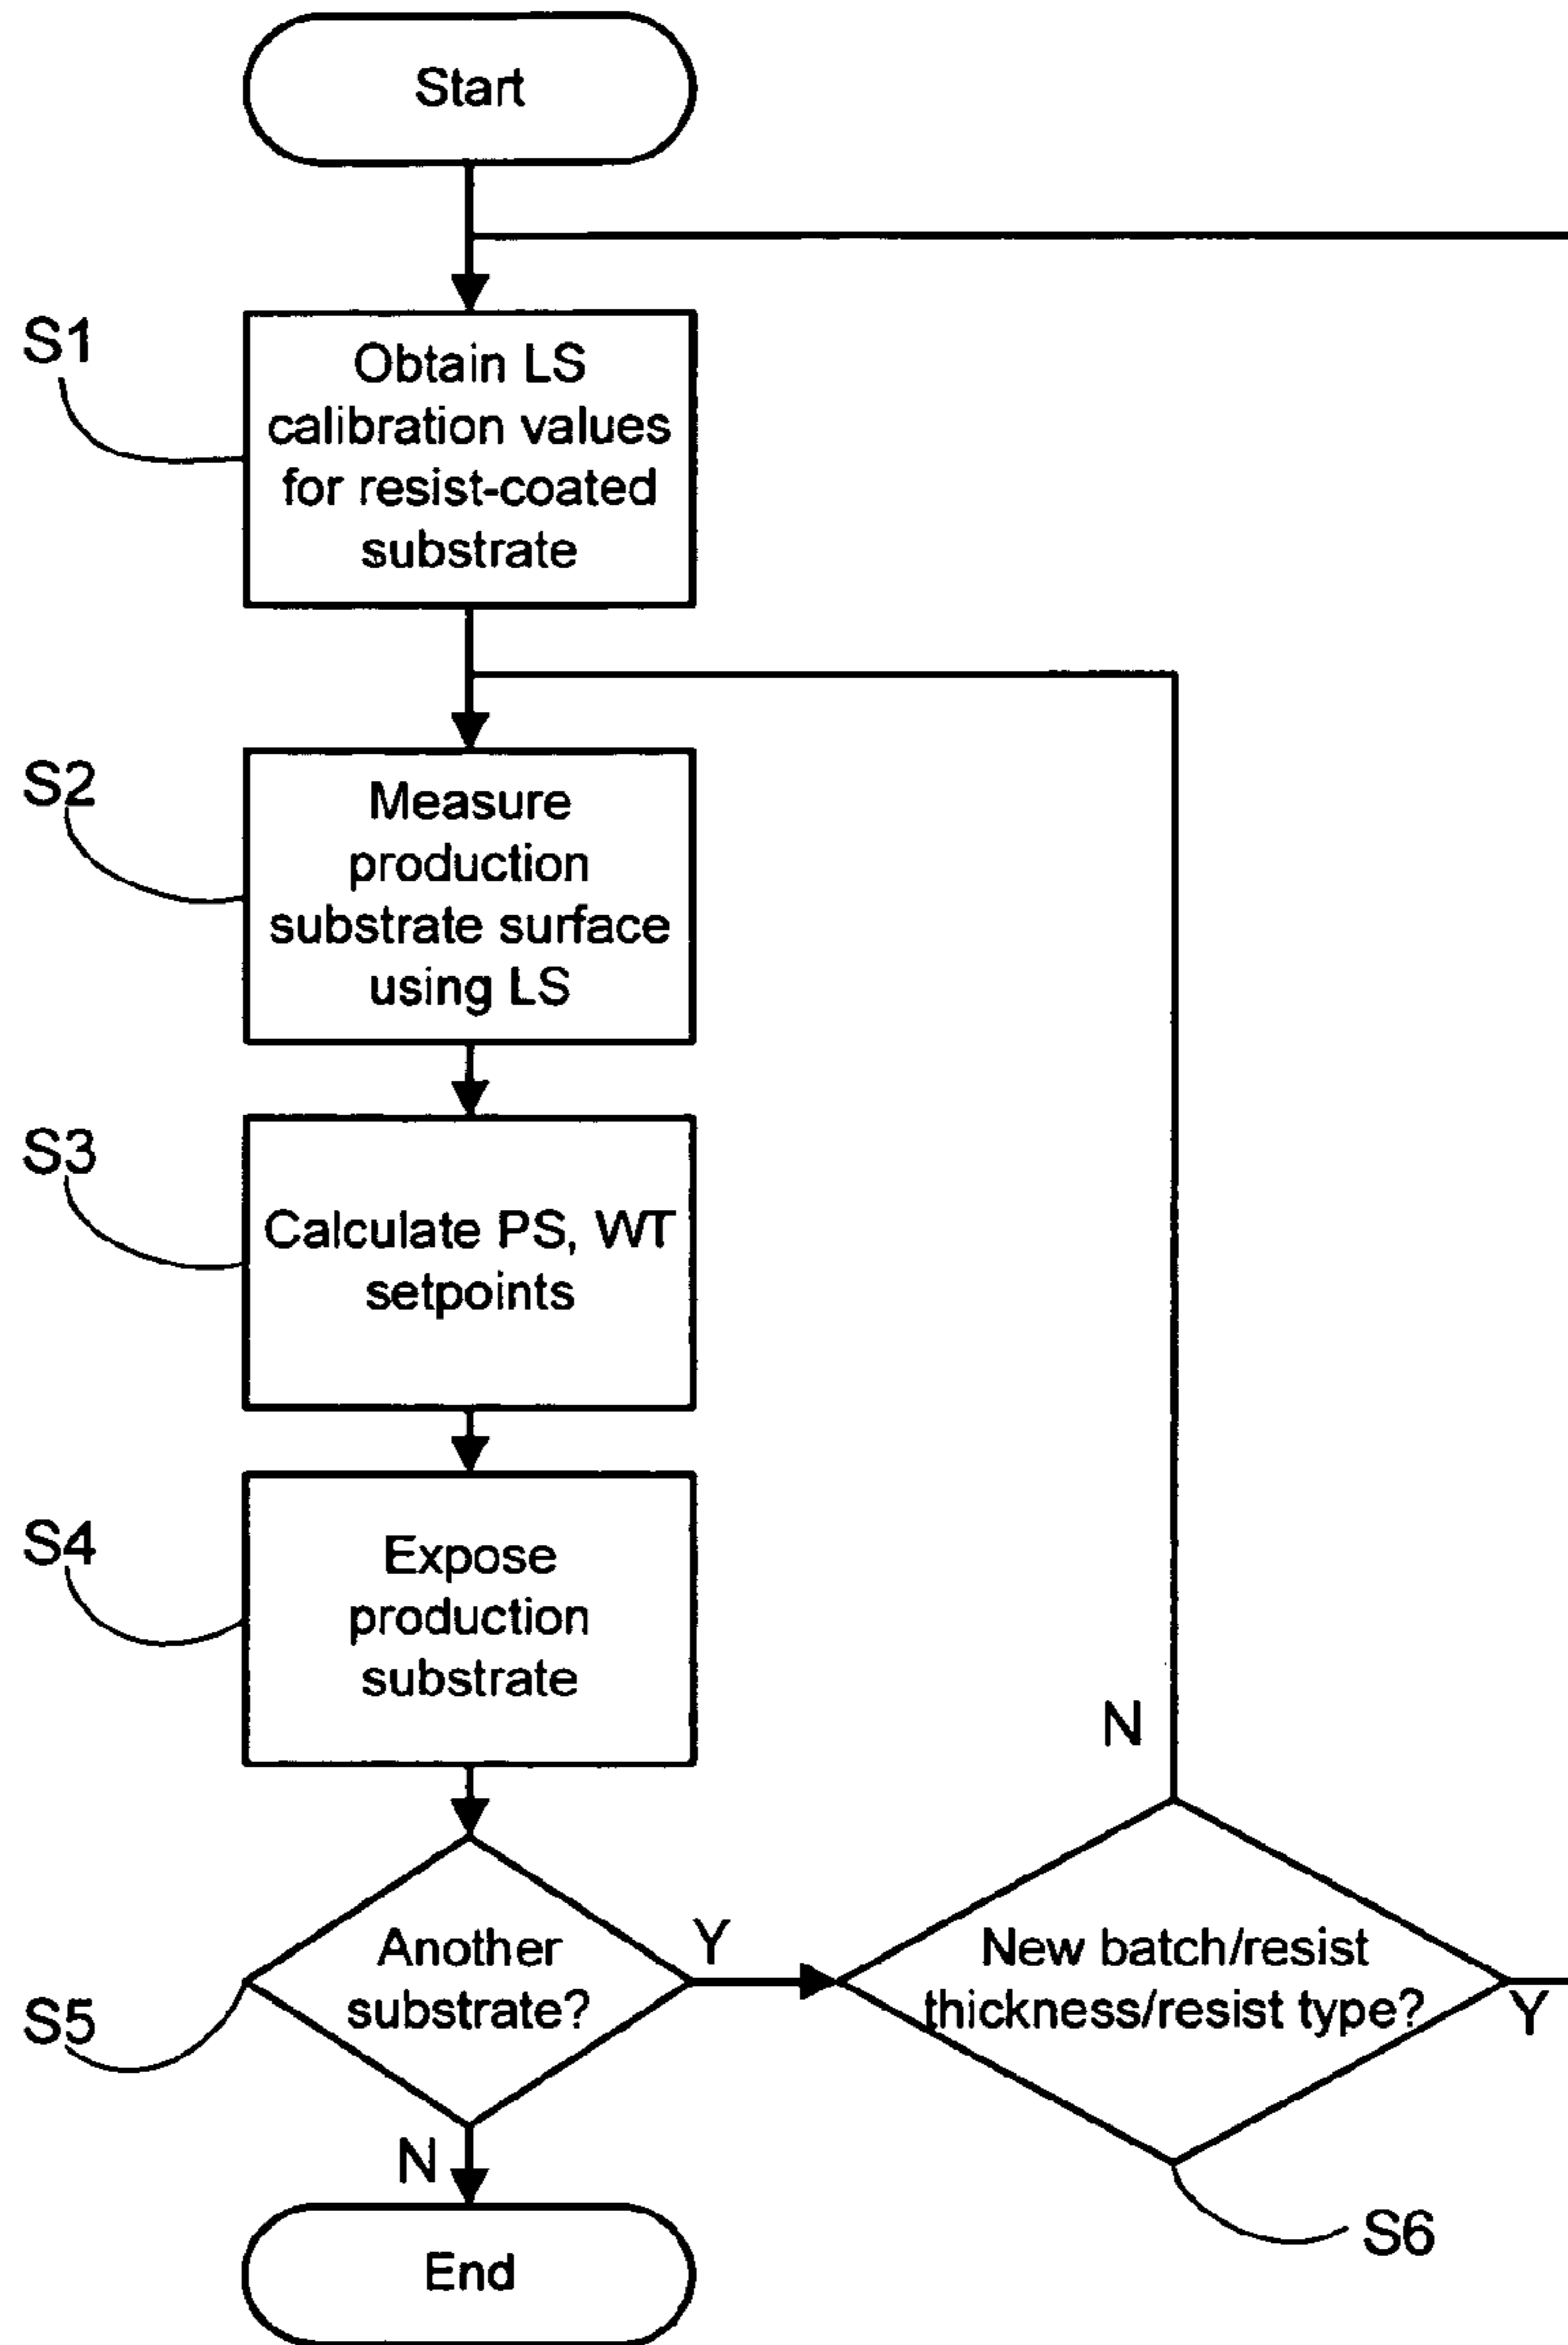 Start
S1
Obtain LS
calibration values
for resist-coated
substrate
S2
Measure
production
substrate surface
using LS
S3
Calculate PS, WT
setpoints
S4
Expose
production
substrate
N
S5
Another
substrate?
Y
New batch/resist
thickness/resist type?
Y
N
S6
End